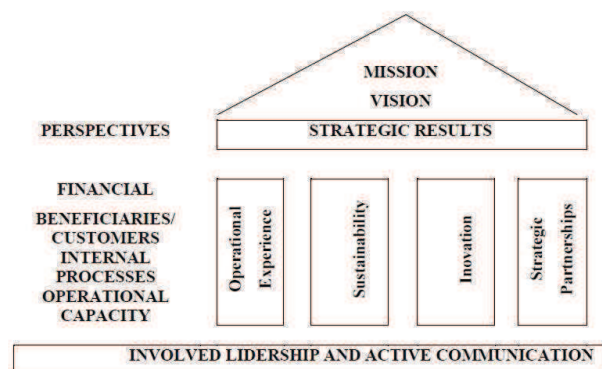 MISSION
VISION
PERSPECTIVES
STRATEGIC RESULTS
FINANCIAL
BENEFICIARIES/
CUSTOMERS
INTERNAL
PROCESSES
OPERATIONAL
CAPACITY
Operational
Experience
Sustainability
Inovation
Strategic
Partnerships
INVOLVED LIDERSHIP AND ACTIVE COMMUNICATION